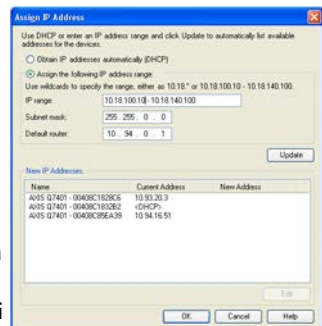 Assign IP Address
Use DHCP or enter an IP address range and click Update to automatically list available
addresses for the devices.
Obtain IP addresses automatically (DHCP)
Assign the following IP address range:
Use wildcards to specify the range, either as 10.18.* or 10.18.100.10 - 10.18.140.100.
IP range: 10.18.100.10 - 10.18.140.100
Subnet mask: 255 . 255 . 0 . 0
Default router: 10 . 94 . 0 . 1
Update
New IP Addresses:
Name Current Address New Address
AXIS Q7401 - 00408C1828C6 10.93.20.3
AXIS Q7401 - 00408C1832B2 <DHCP>
AXIS Q7401 - 00408C85EA39 10.94.16.51
Edit
OK Cancel Help
i